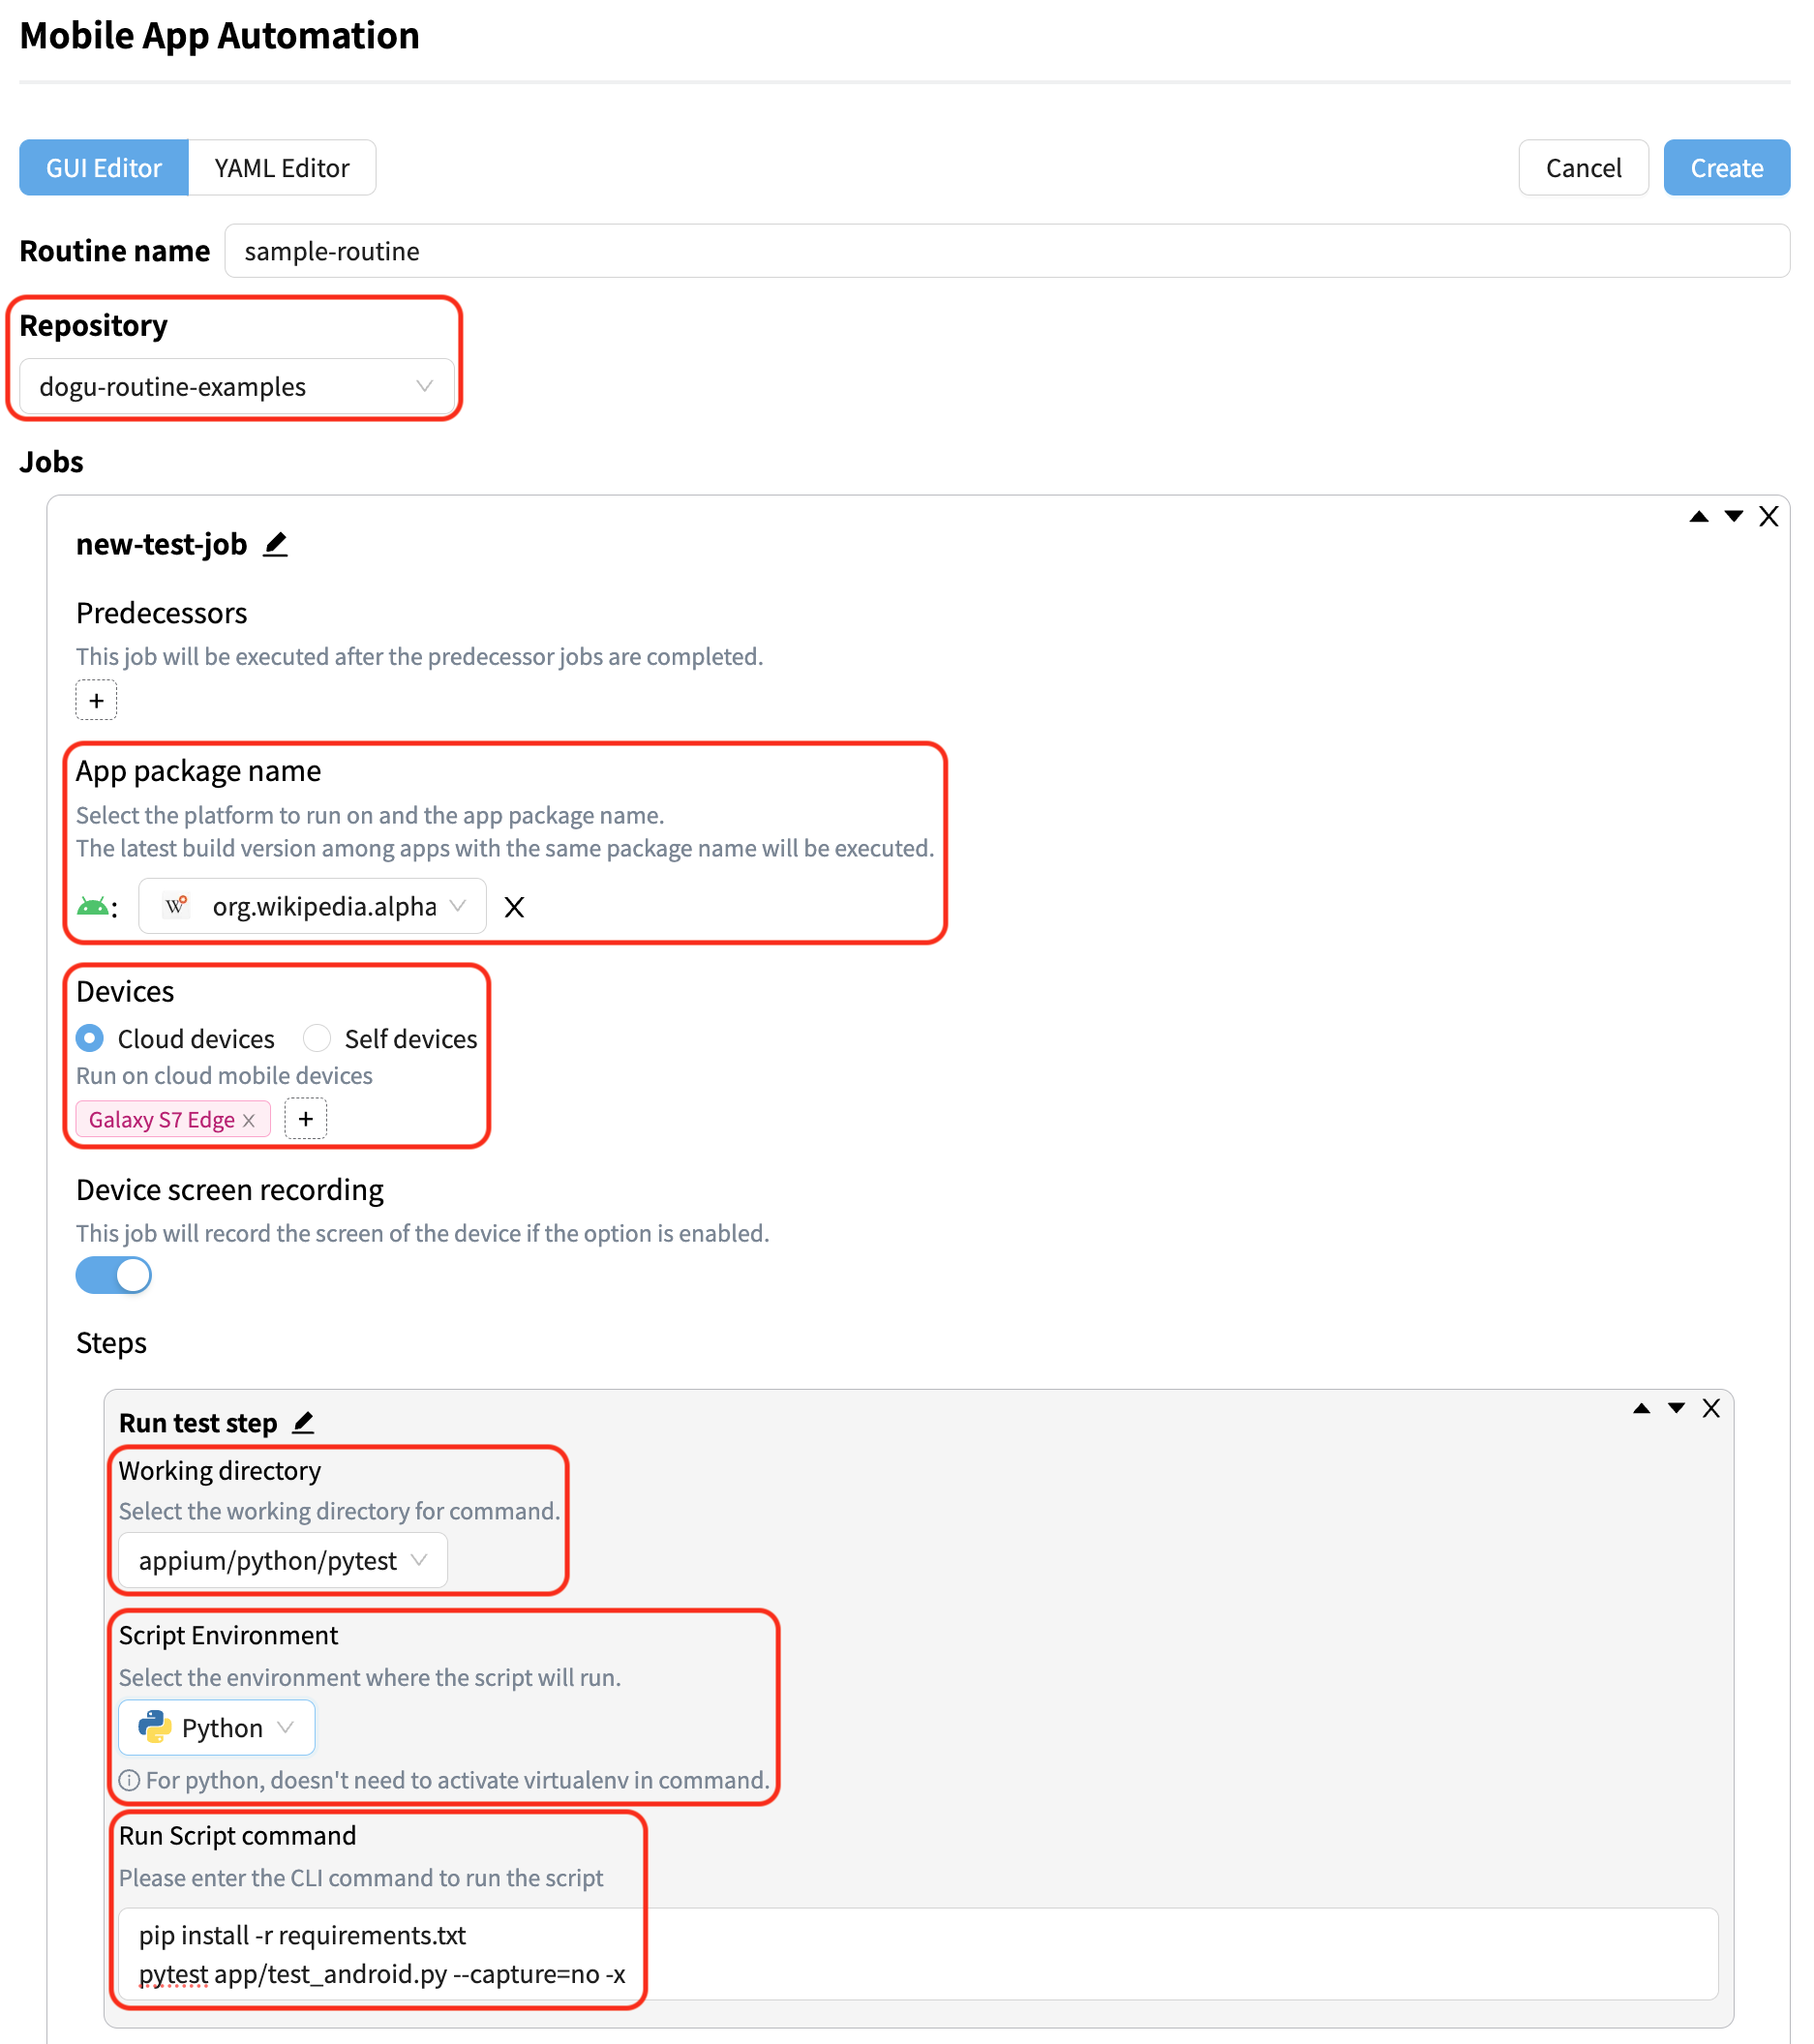 Mobile App Automation
GUI Editor YAML Editor Cancel Create
Routine name sample-routine
Repository
dogu-routine-examples
Jobs
X
new-test-job
Predecessors
This job will be executed after the predecessor jobs are completed.
+
App package name
Select the platform to run on and the app package name.
The latest build version among apps with the same package name will be executed.
: W org.wikipedia.alpha X
Devices
Cloud devices Self devices
Run on cloud mobile devices
Galaxy S7 Edge × +
Device screen recording
This job will record the screen of the device if the option is enabled.
Steps
Run test step X
Working directory
Select the working directory for command.
appium/python/pytest
Script Environment
Select the environment where the script will run.
Python
For python, doesn't need to activate virtualenv in command.
Run Script command
Please enter the CLI command to run the script
pip install -r requirements.txt
pytest app/test_android.py --capture=no -x